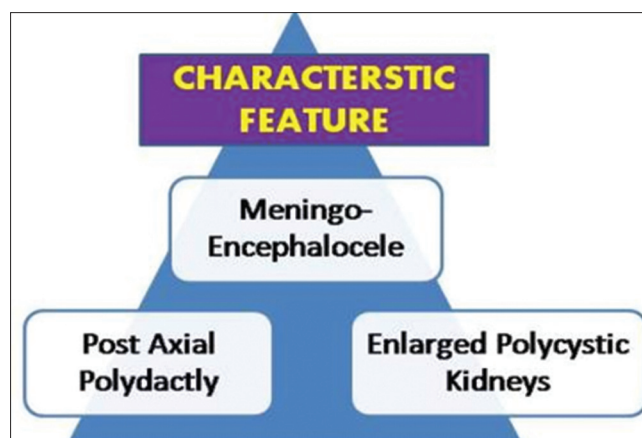 CHARACTERSTIC
FEATURE
Meningo-
Encephalocele
Post Axial
Polydactly
Enlarged Polycystic
Kidneys